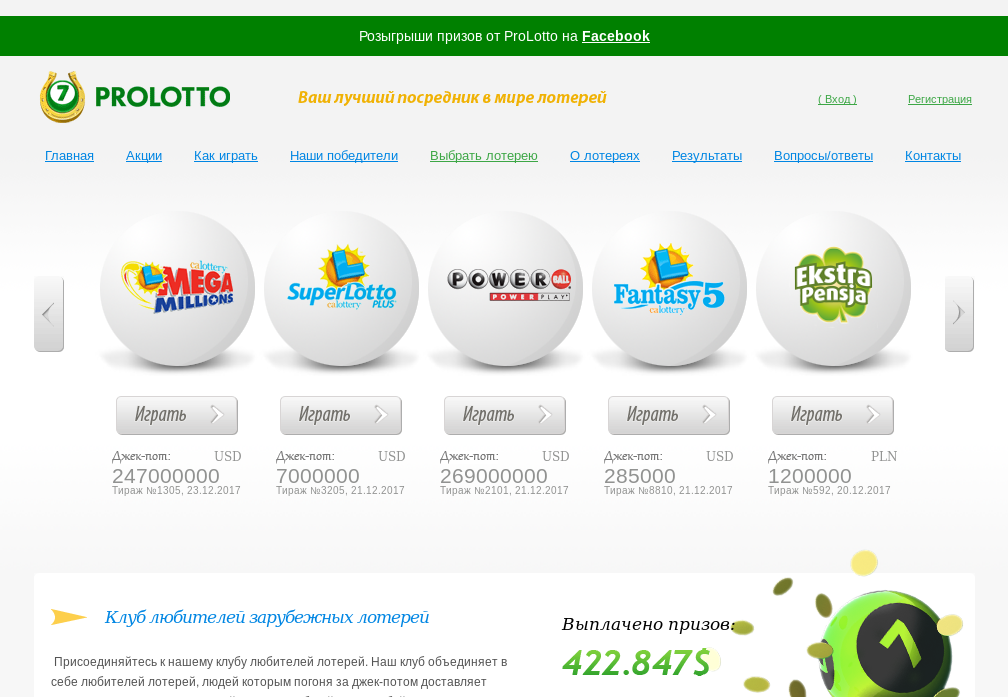 Розыгрыши призов от ProLotto на Facebook
7 PROLOTTO
Ваш лучший посредник в мире лотерей
( Вход ) Регистрация
Главная Акции Как играть Наши победители Выбрать лотерею О лотереях Результаты Вопросы/ответы Контакты
calottery
MEGA
MILLIONS
SuperLotto
PLUS
calottery
POWER BALL
POWER PLAY
Fantasy 5
calottery
Ekstra
Pensja
Играть Играть Играть Играть Играть
Джек-пот: USD Джек-пот: USD Джек-пот: USD Джек-пот: USD Джек-пот: PLN
247000000 7000000 269000000 285000 1200000
Тираж №1305, 23.12.2017 Тираж №3205, 21.12.2017 Тираж №2101, 21.12.2017 Тираж №8810, 21.12.2017 Тираж №592, 20.12.2017
Клуб любителей зарубежных лотерей
Присоединяйтесь к нашему клубу любителей лотерей. Наш клуб объединяет в
себе любителей лотерей, людей которым погоня за джек-потом доставляет
Выплачено призов:
422.847$